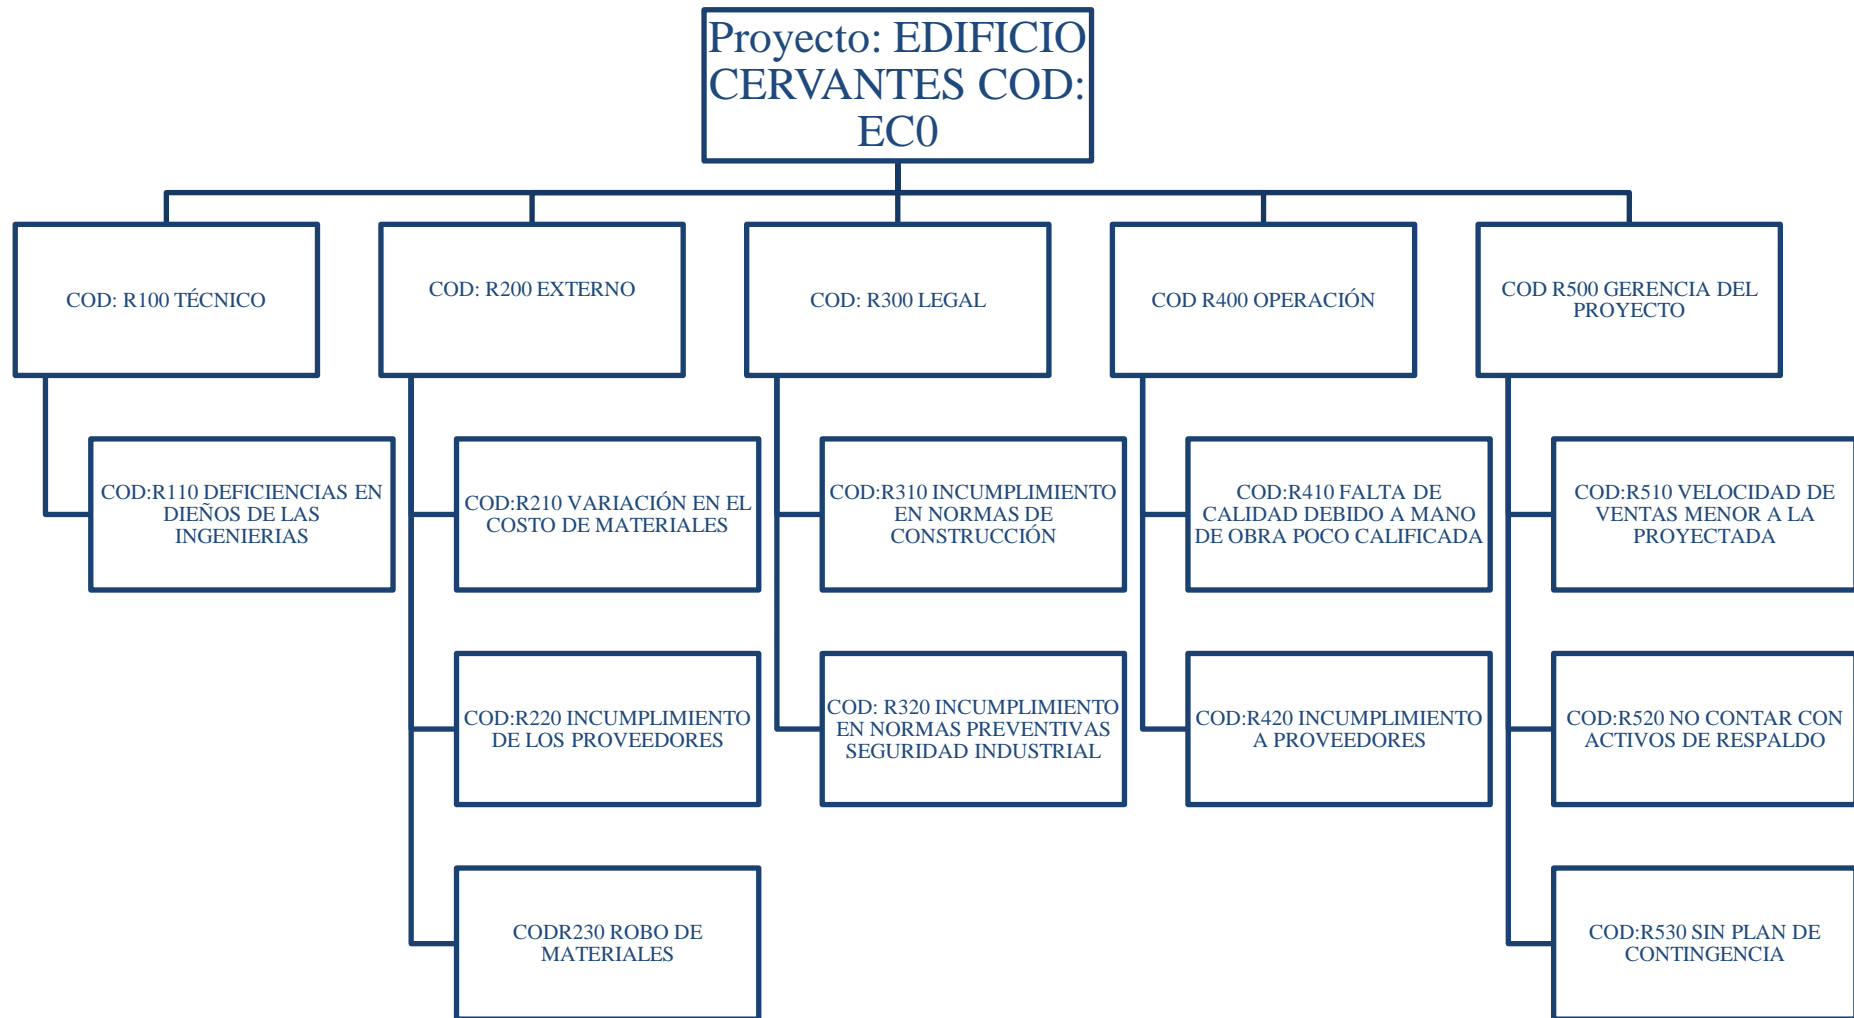 Proyecto: EDIFICIO
CERVANTES COD:
EC0
COD: R100 TÉCNICO
COD: R200 EXTERNO
COD: R300 LEGAL
COD R400 OPERACIÓN
COD R500 GERENCIA DEL
PROYECTO
COD:R110 DEFICIENCIAS EN
DIEÑOS DE LAS
INGENIERIAS
COD:R210 VARIACIÓN EN EL
COSTO DE MATERIALES
COD:R310 INCUMPLIMIENTO
EN NORMAS DE
CONSTRUCCIÓN
COD:R410 FALTA DE
CALIDAD DEBIDO A MANO
DE OBRA POCO CALIFICADA
COD:R510 VELOCIDAD DE
VENTAS MENOR A LA
PROYECTADA
COD:R220 INCUMPLIMIENTO
DE LOS PROVEEDORES
COD: R320 INCUMPLIMIENTO
EN NORMAS PREVENTIVAS
SEGURIDAD INDUSTRIAL
COD:R420 INCUMPLIMIENTO
A PROVEEDORES
COD:R520 NO CONTAR CON
ACTIVOS DE RESPALDO
CODR230 ROBO DE
MATERIALES
COD:R530 SIN PLAN DE
CONTINGENCIA